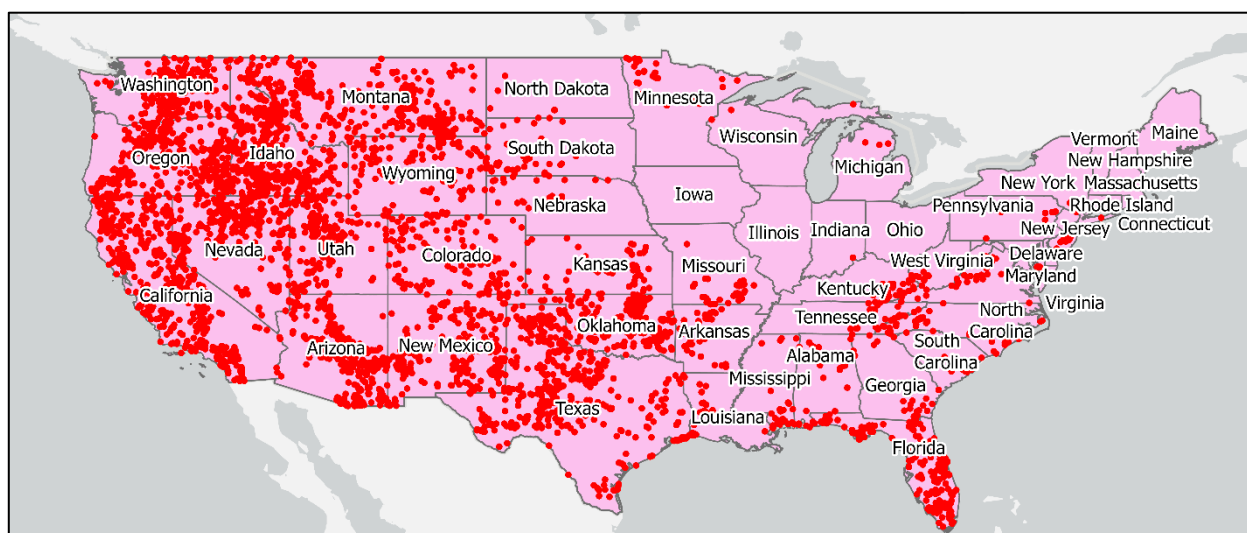 Washington
Montana
North Dakota
Minnesota
Oregon
Idaho
Wyoming
South Dakota
Wisconsin
Michigan
Vermont
Maine
New Hampshire
New York
Massachusetts
Nebraska
Iowa
Illinois
Indiana
Ohio
Pennsylvania
Rhode Island
Connecticut
New Jersey
Nevada
Utah
Colorado
Kansas
Missouri
West Virginia
Delaware
Maryland
California
Kentucky
Virginia
Arizona
New Mexico
Oklahoma
Arkansas
Tennessee
North
Carolina
South
Carolina
Texas
Louisiana
Mississippi
Alabama
Georgia
Florida